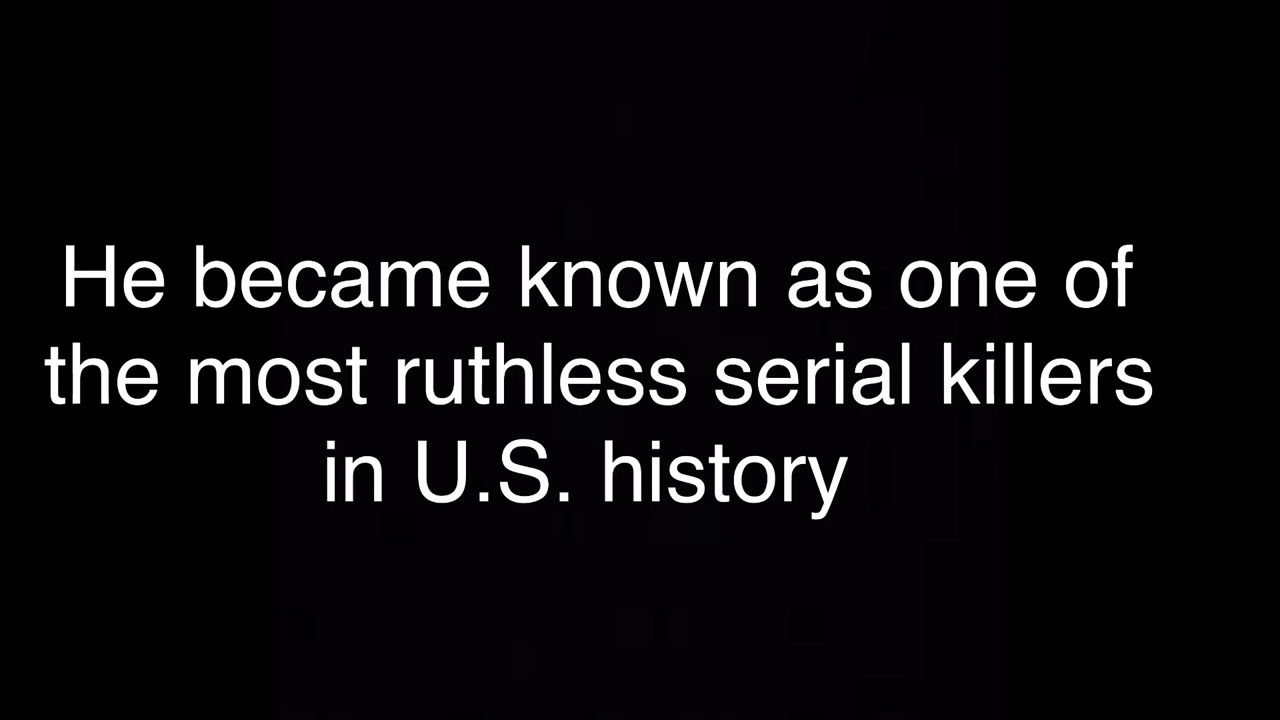 He became known as one of
the most ruthless serial killers
in U.S. history